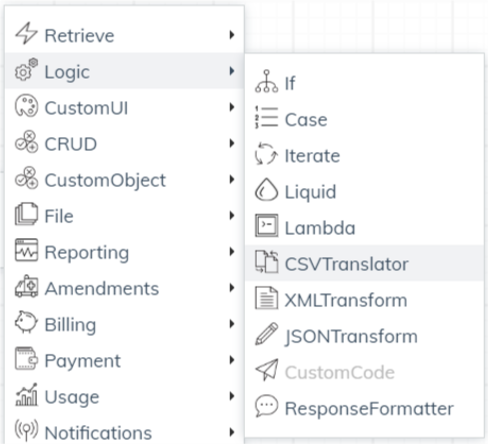 Retrieve
Logic
CustomUI
CRUD
CustomObject
File
Reporting
Amendments
Billing
Payment
Usage
Notifications
If
Case
Iterate
Liquid
Lambda
CSVTranslator
XMLTransform
JSONTransform
CustomCode
ResponseFormatter